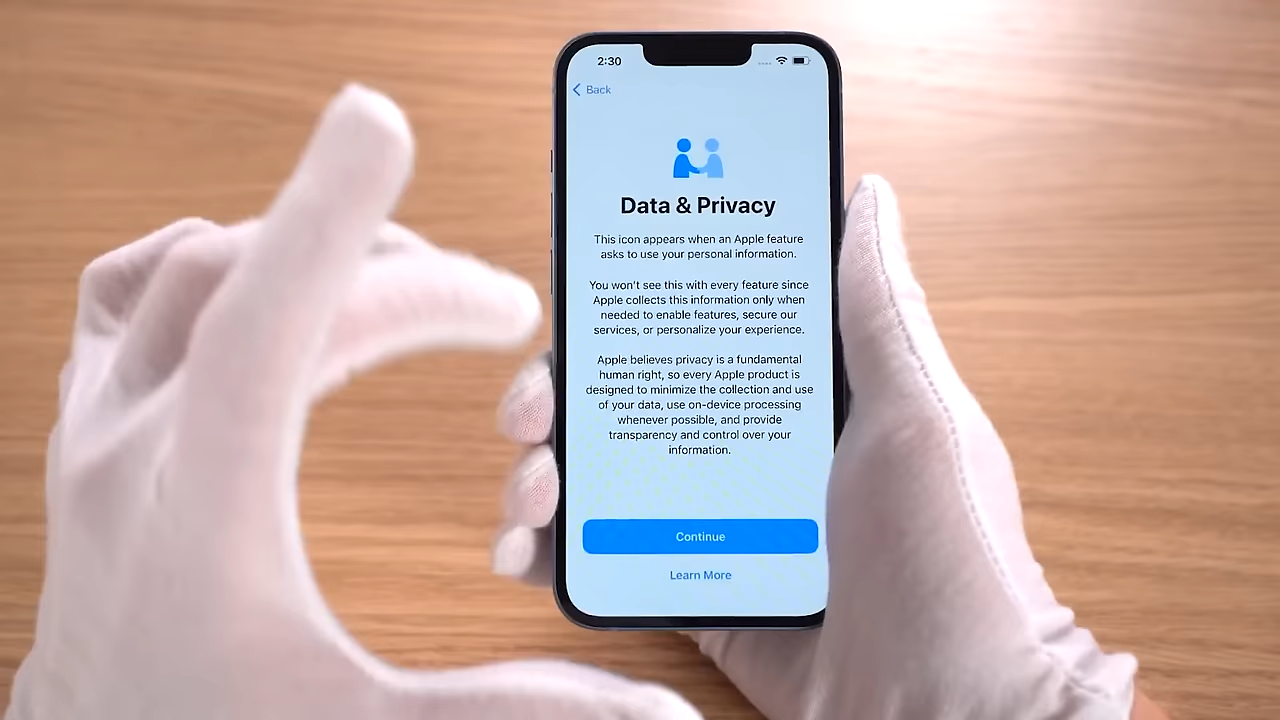 2:30
Back
Data & Privacy
This icon appears when an Apple feature
asks to use your personal information.
You won't see this with every feature since
Apple collects this information only when
needed to enable features, secure our
services, or personalize your experience.
Apple believes privacy is a fundamental
human right, so every Apple product is
designed to minimize the collection and use
of your data, use on-device processing
whenever possible, and provide
transparency and control over your
information.
Continue
Learn More